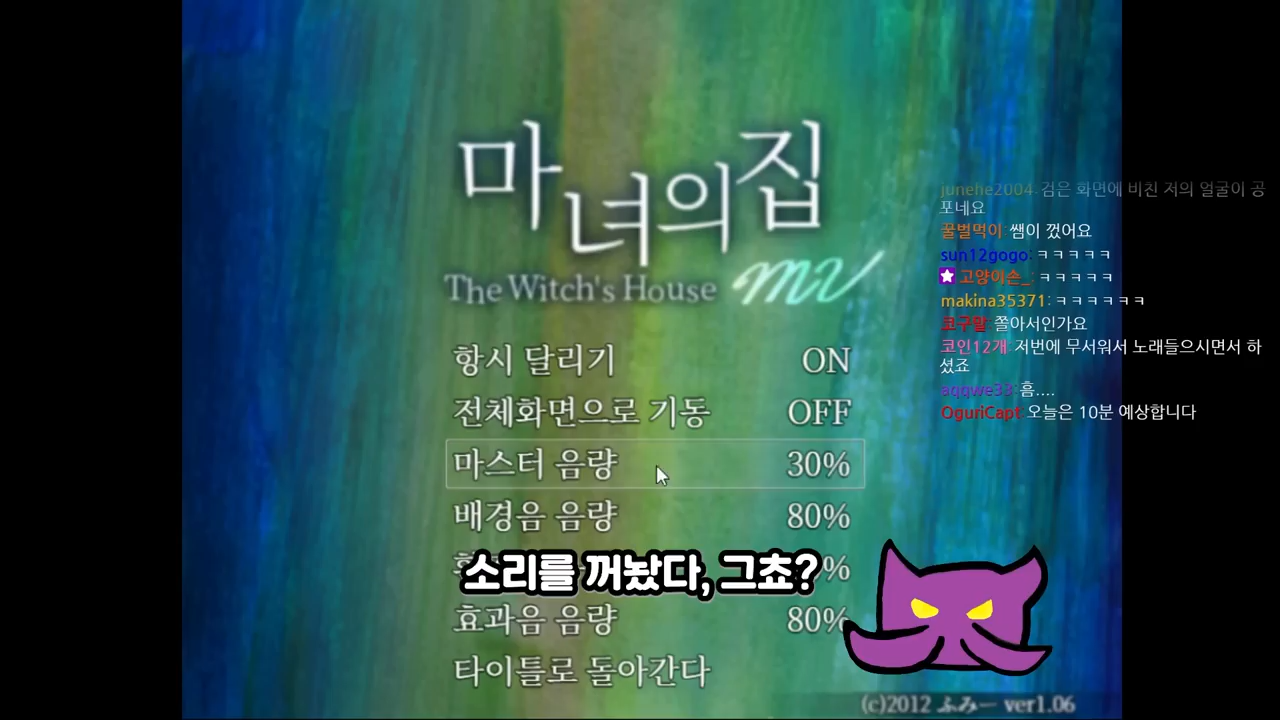 마녀의집
The Witch's House MV
항시 달리기 ON
전체화면으로 기동 OFF
마스터 음량 30%
배경음 음량 80%
소리를 꺼놨다, 그쵸?
효과음 음량 80%
타이틀로 돌아간다
(c)2012 ふみー ver1.06
junehe2004: 검은 화면에 비친 저의 얼굴이 공
포네요
꿀벌먹이: 쌤이 껐어요
sun12gogo: ㅋㅋㅋㅋㅋ
고양이손_: ㅋㅋㅋㅋㅋ
makina35371: ㅋㅋㅋㅋㅋㅋ
코구말: 쫄아서인가요
코인12개: 저번에 무서워서 노래들으시면서 하
셨죠
aqqwe33: 흠....
OguriCapt: 오늘은 10분 예상합니다